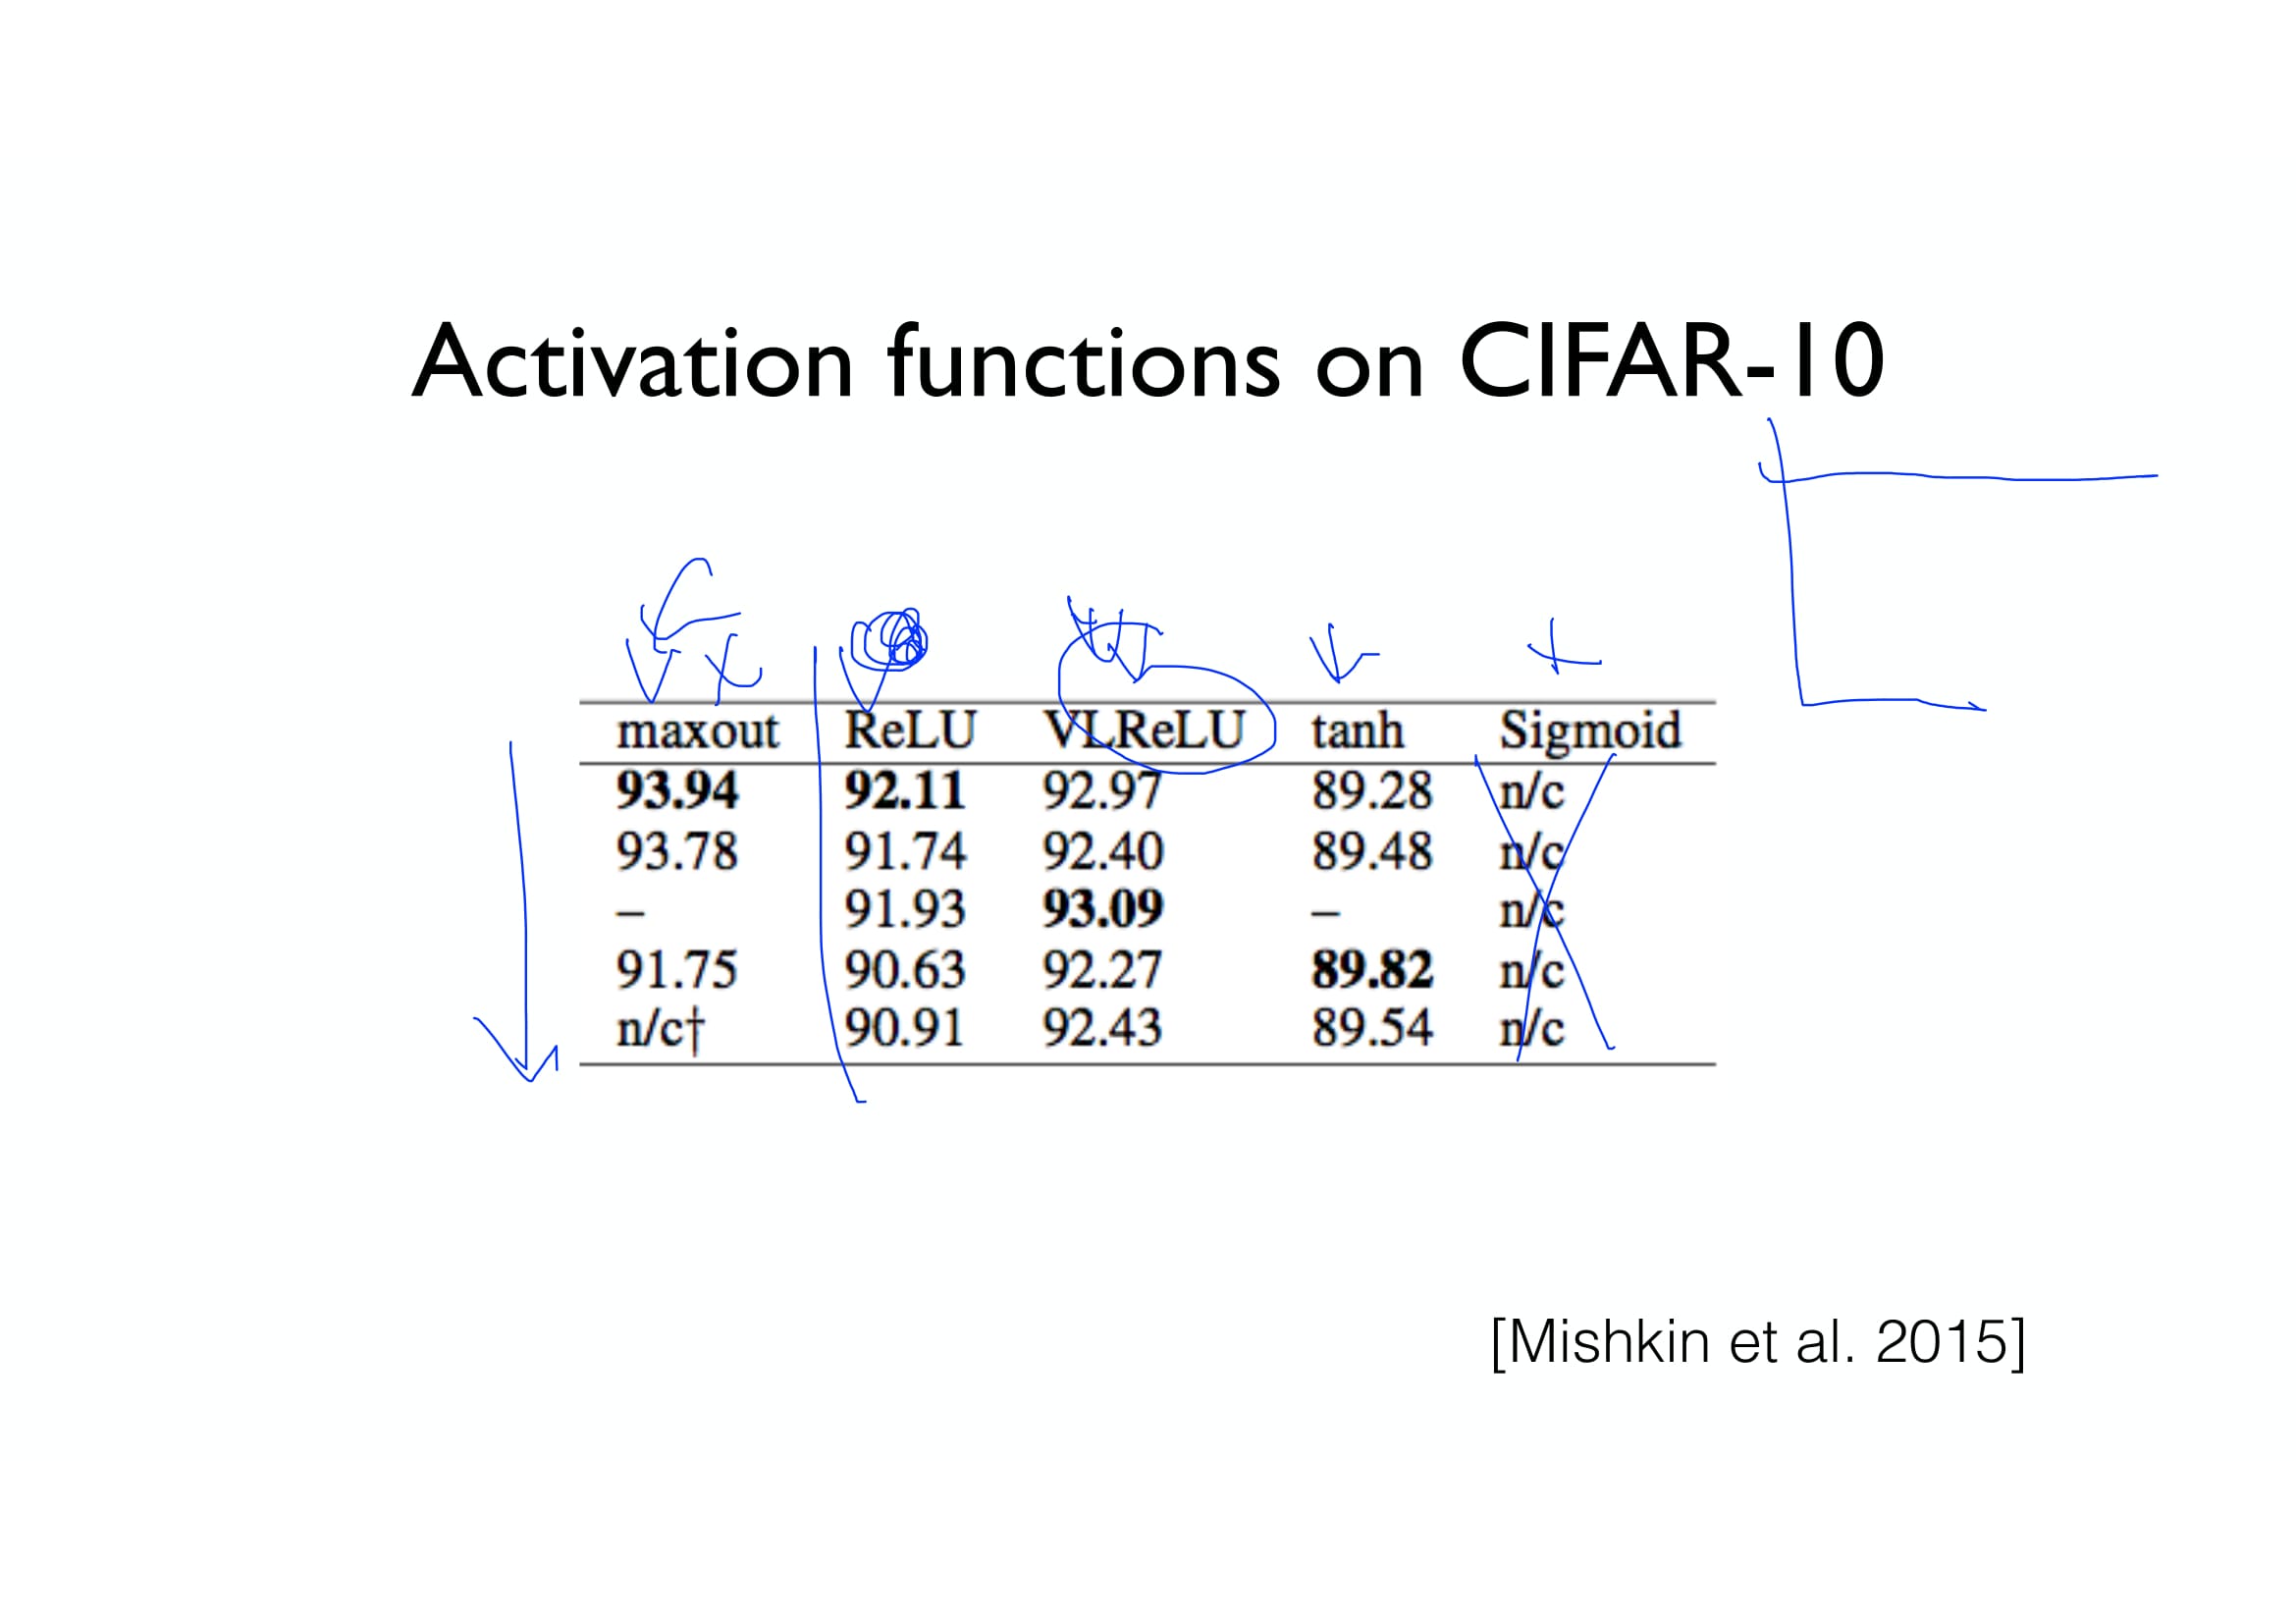 Activation functions on CIFAR-10
maxout ReLU VLReLU tanh Sigmoid
93.94 92.11 92.97 89.28 n/c
93.78 91.74 92.40 89.48 n/c
– 91.93 93.09 – n/c
91.75 90.63 92.27 89.82 n/c
n/c† 90.91 92.43 89.54 n/c
[Mishkin et al. 2015]